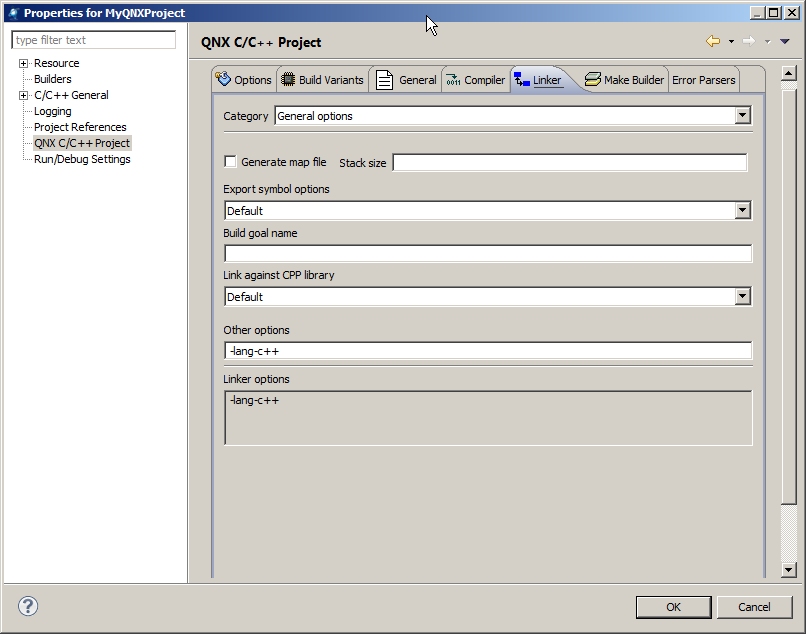 Properties for MyQNXProject
type filter text
Resource
Builders
C/C++ General
Logging
Project References
QNX C/C++ Project
Run/Debug Settings
QNX C/C++ Project
Options Build Variants General 0011 Compiler Linker Make Builder Error Parsers
Category General options
Generate map file Stack size
Export symbol options
Default
Build goal name
Link against CPP library
Default
Other options
-lang-c++
Linker options
-lang-c++
? OK Cancel